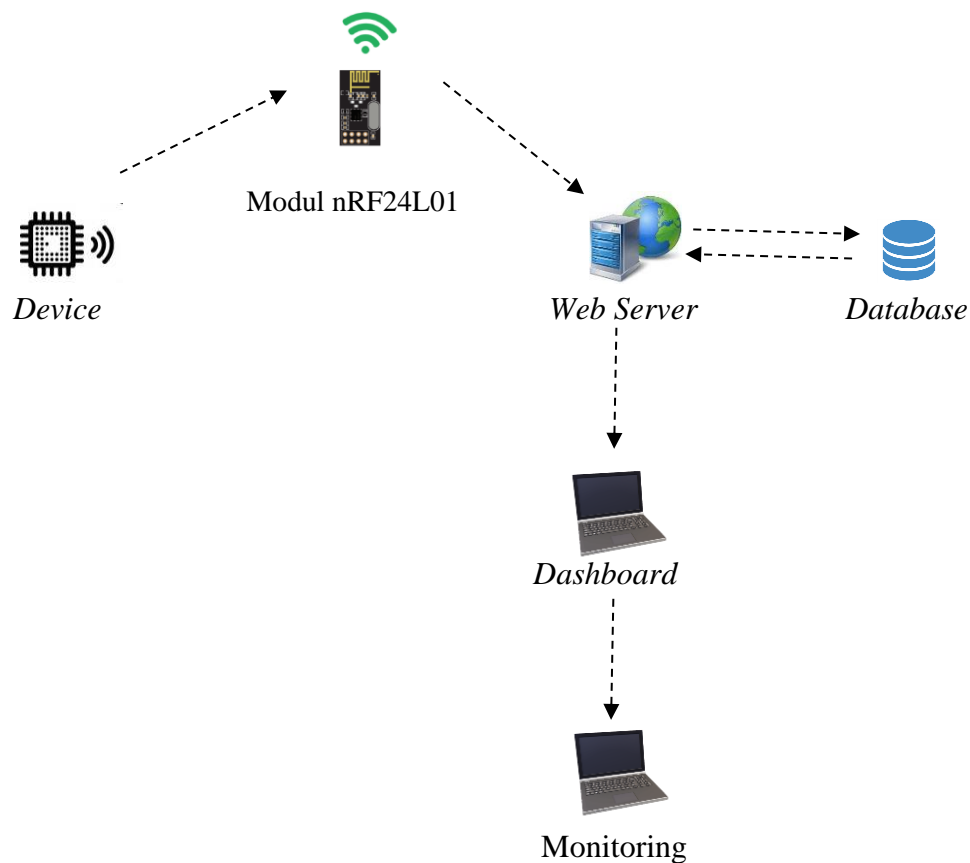 Modul nRF24L01
Device
Web Server
Database
Dashboard
Monitoring